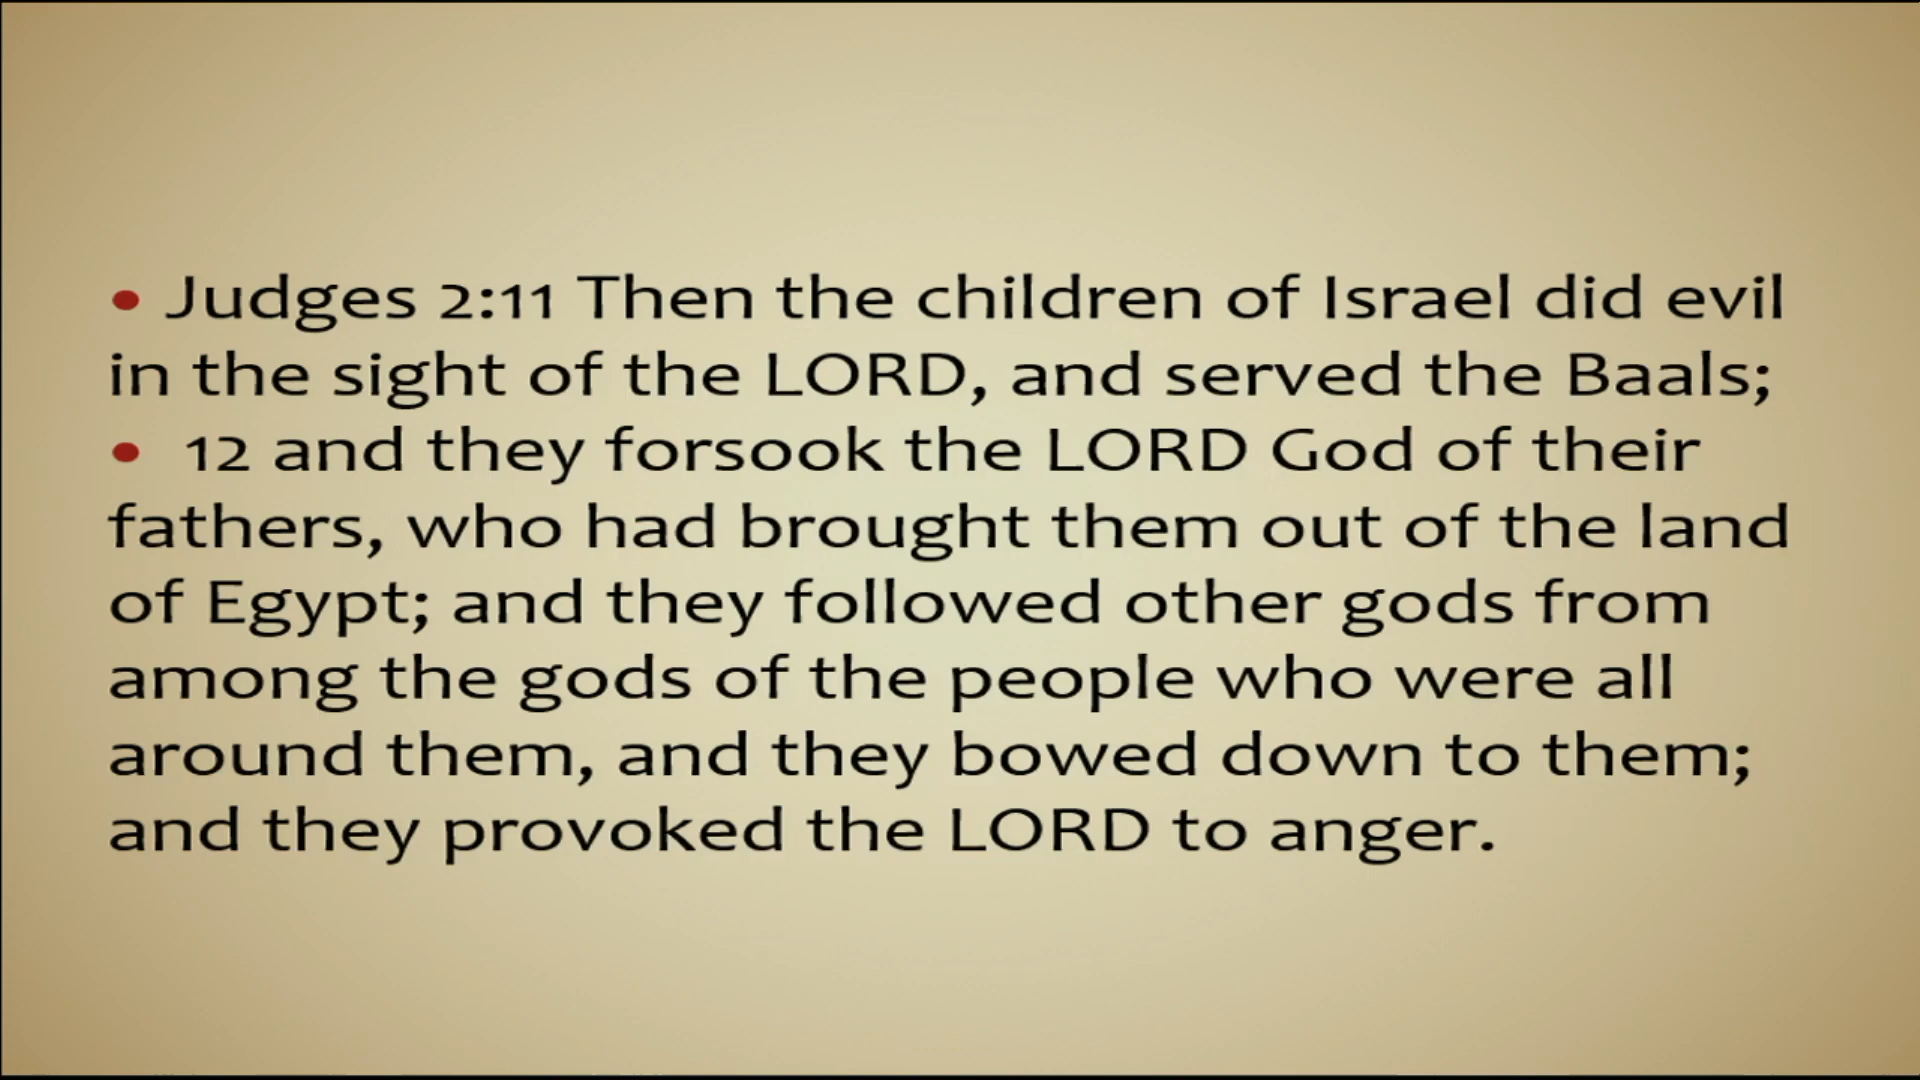 • Judges 2:11 Then the children of Israel did evil
in the sight of the LORD, and served the Baals;
• 12 and they forsook the LORD God of their
fathers, who had brought them out of the land
of Egypt; and they followed other gods from
among the gods of the people who were all
around them, and they bowed down to them;
and they provoked the LORD to anger.